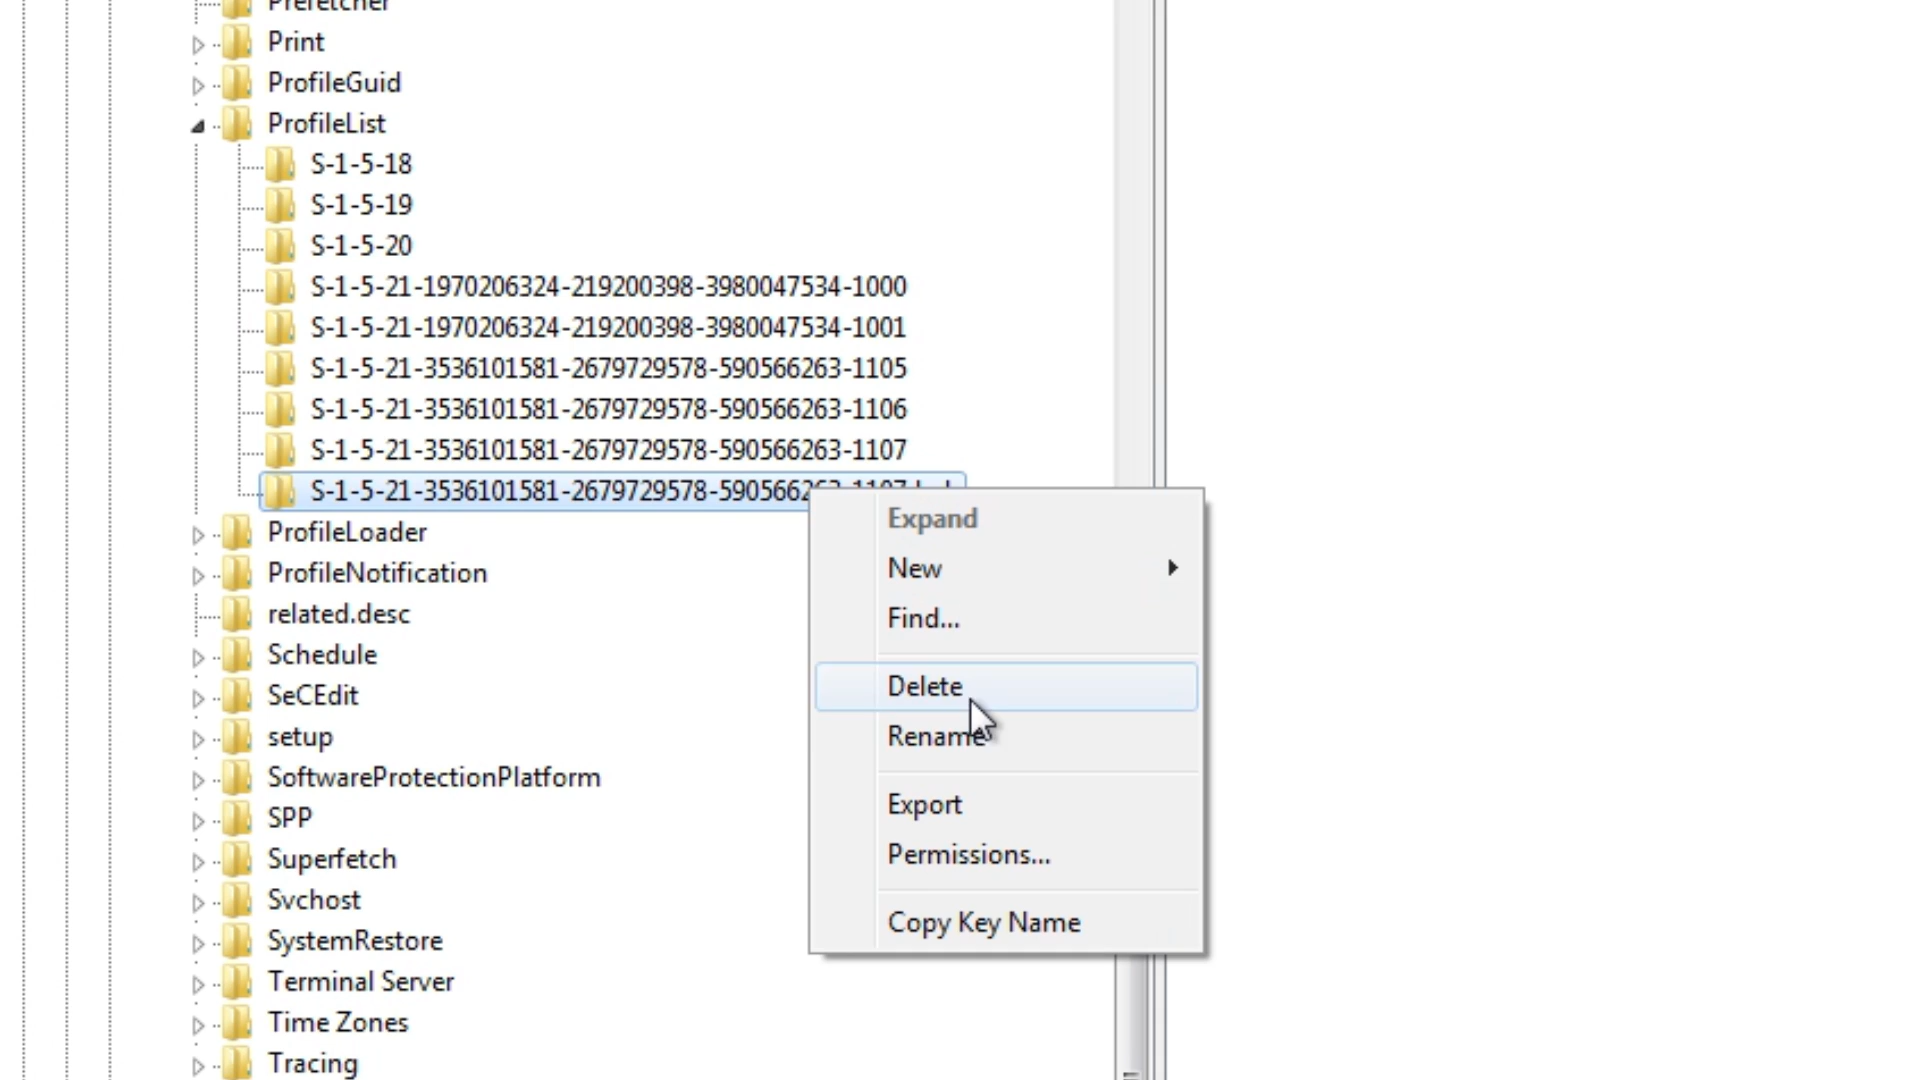 Prefetcher
Print
ProfileGuid
ProfileList
S-1-5-18
S-1-5-19
S-1-5-20
S-1-5-21-1970206324-219200398-3980047534-1000
S-1-5-21-1970206324-219200398-3980047534-1001
S-1-5-21-3536101581-2679729578-590566263-1105
S-1-5-21-3536101581-2679729578-590566263-1106
S-1-5-21-3536101581-2679729578-590566263-1107
S-1-5-21-3536101581-2679729578-590566263-1107
ProfileLoader
ProfileNotification
related.desc
Schedule
SeCEdit
setup
SoftwareProtectionPlatform
SPP
Superfetch
Svchost
SystemRestore
Terminal Server
Time Zones
Tracing
Expand
New
Find...
Delete
Rename
Export
Permissions...
Copy Key Name